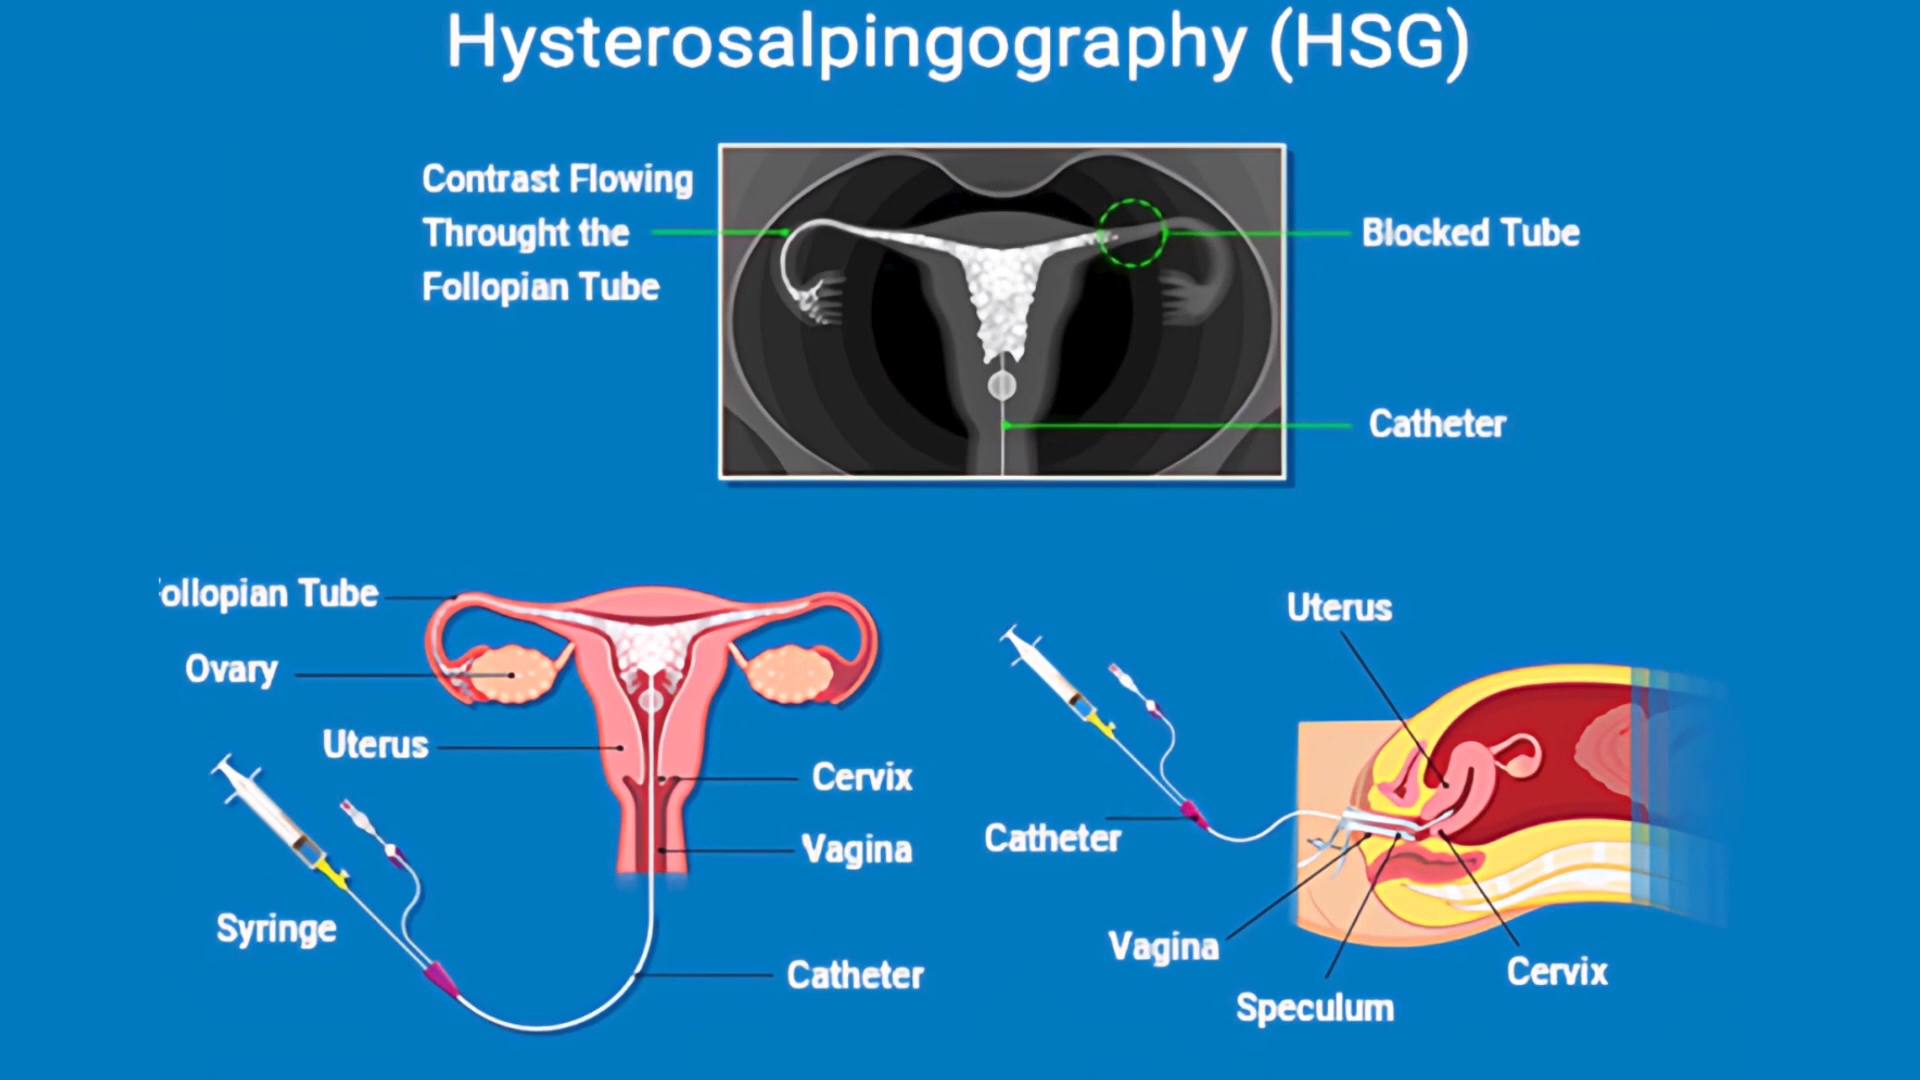 Hysterosalpingography (HSG)
Contrast Flowing
Throught the
Follopian Tube
Blocked Tube
Catheter
ollopian Tube
Ovary
Uterus
Cervix
Vagina
Syringe
Catheter
Uterus
Catheter
Vagina
Speculum
Cervix